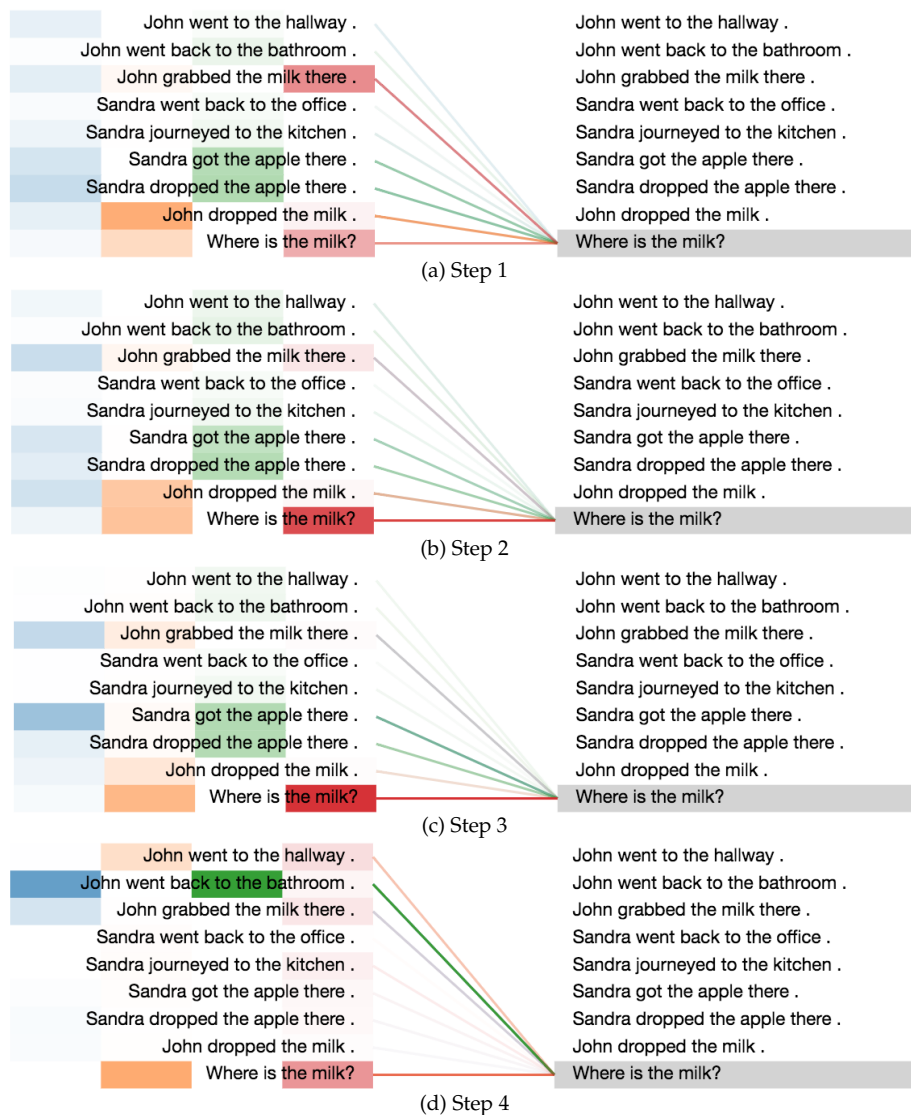 John went to the hallway .
John went back to the bathroom .
John grabbed the milk there .
Sandra went back to the office .
Sandra journeyed to the kitchen .
Sandra got the apple there .
Sandra dropped the apple there .
John dropped the milk .
Where is the milk?
John went to the hallway .
John went back to the bathroom .
John grabbed the milk there .
Sandra went back to the office .
Sandra journeyed to the kitchen .
Sandra got the apple there .
Sandra dropped the apple there .
John dropped the milk .
Where is the milk?
(a) Step 1
John went to the hallway .
John went back to the bathroom .
John grabbed the milk there .
Sandra went back to the office .
Sandra journeyed to the kitchen .
Sandra got the apple there .
Sandra dropped the apple there .
John dropped the milk .
Where is the milk?
John went to the hallway .
John went back to the bathroom .
John grabbed the milk there .
Sandra went back to the office .
Sandra journeyed to the kitchen .
Sandra got the apple there .
Sandra dropped the apple there .
John dropped the milk .
Where is the milk?
(b) Step 2
John went to the hallway .
John went back to the bathroom .
John grabbed the milk there .
Sandra went back to the office .
Sandra journeyed to the kitchen .
Sandra got the apple there .
Sandra dropped the apple there .
John dropped the milk .
Where is the milk?
John went to the hallway .
John went back to the bathroom .
John grabbed the milk there .
Sandra went back to the office .
Sandra journeyed to the kitchen .
Sandra got the apple there .
Sandra dropped the apple there .
John dropped the milk .
Where is the milk?
(c) Step 3
John went to the hallway .
John went back to the bathroom .
John grabbed the milk there .
Sandra went back to the office .
Sandra journeyed to the kitchen .
Sandra got the apple there .
Sandra dropped the apple there .
John dropped the milk .
Where is the milk?
John went to the hallway .
John went back to the bathroom .
John grabbed the milk there .
Sandra went back to the office .
Sandra journeyed to the kitchen .
Sandra got the apple there .
Sandra dropped the apple there .
John dropped the milk .
Where is the milk?
(d) Step 4